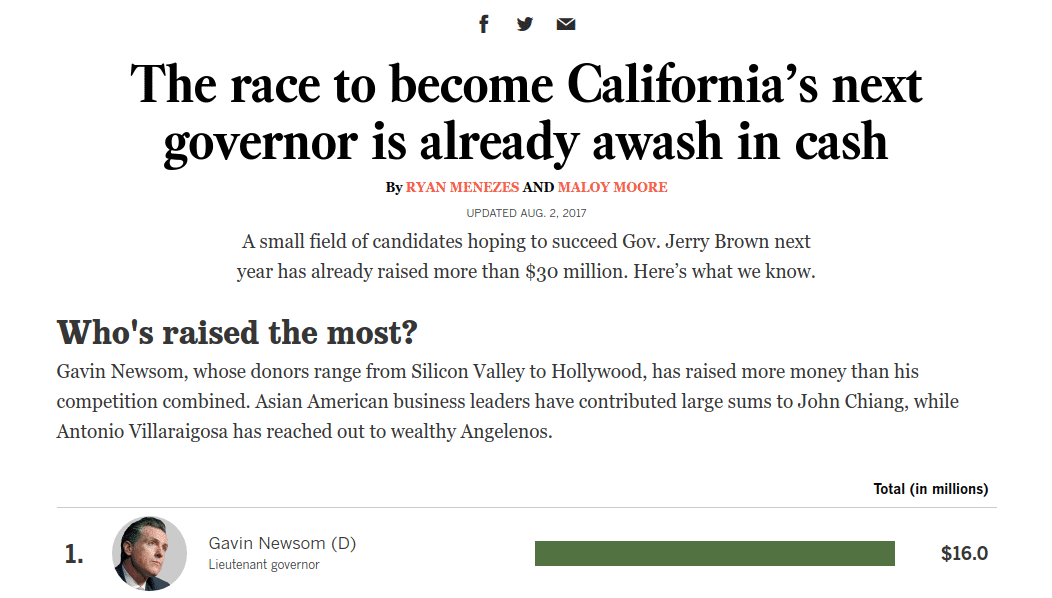 The race to become California’s next
governor is already awash in cash
By RYAN MENEZES AND MALOY MOORE
UPDATED AUG. 2, 2017
A small field of candidates hoping to succeed Gov. Jerry Brown next
year has already raised more than $30 million. Here’s what we know.
Who's raised the most?
Gavin Newsom, whose donors range from Silicon Valley to Hollywood, has raised more money than his
competition combined. Asian American business leaders have contributed large sums to John Chiang, while
Antonio Villaraigosa has reached out to wealthy Angelenos.
Total (in millions)
1. Gavin Newsom (D) $16.0
Lieutenant governor